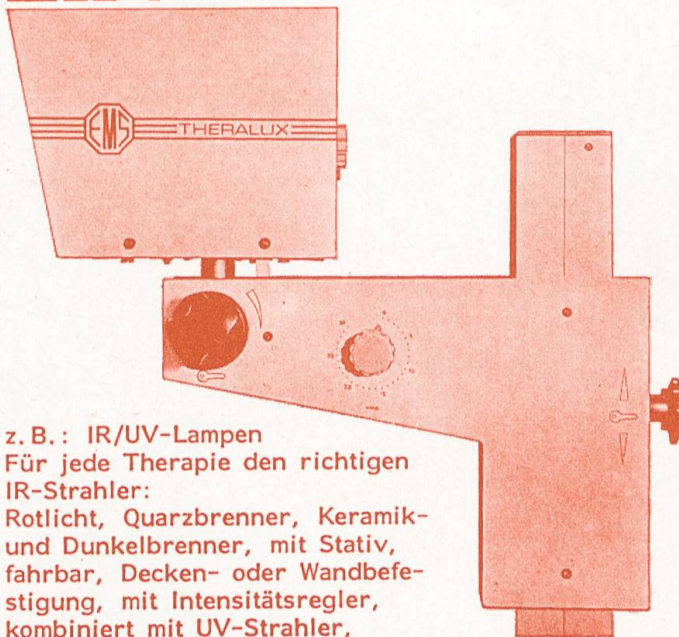 EMS THERALUX
z.B.: IR/UV-Lampen
Für jede Therapie den richtigen
IR-Strahler:
Rotlicht, Quarzbrenner, Keramik-
und Dunkelbrenner, mit Stativ,
fahrbar, Decken- oder Wandbefe-
stigung, mit Intensitätsregler,
kombiniert mit UV-Strahler,